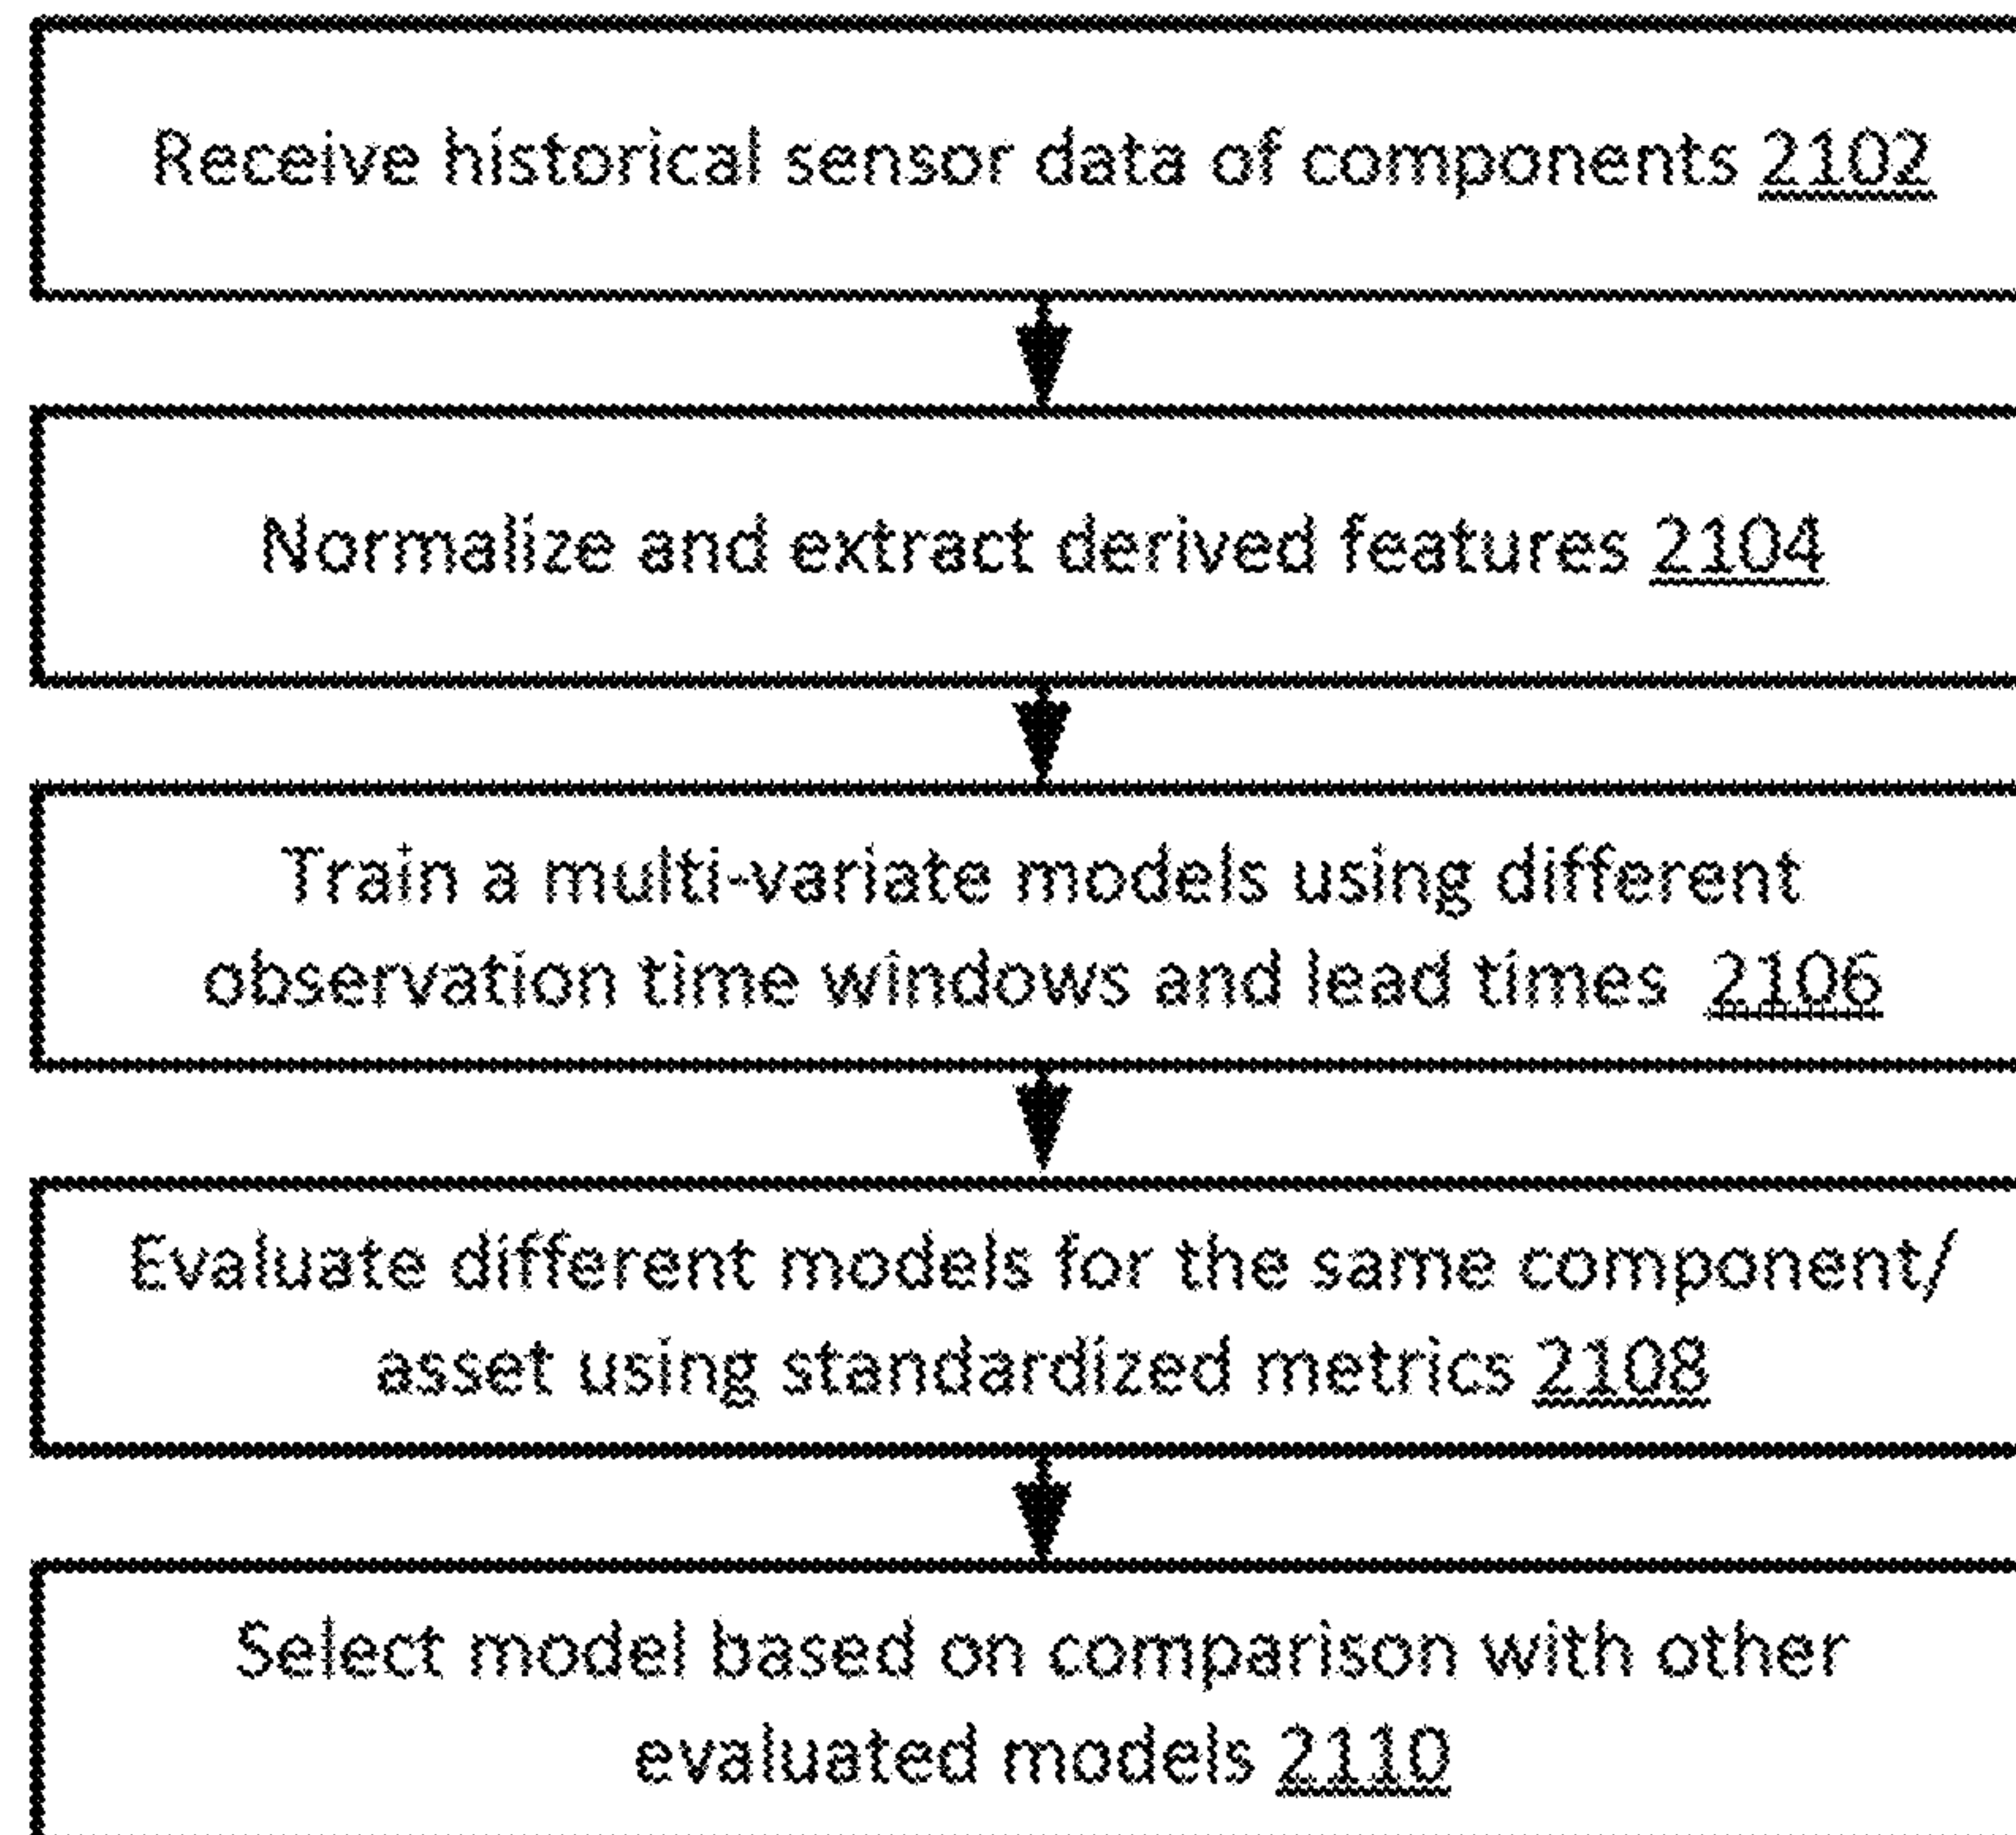 Receive historical sensor data of components 2102
Normalize and extract derived features 2104
Train a multi-variate models using different
observation time windows and lead times 2106
Evaluate different models for the same component/
asset using standardized metrics 2108
Select model based on comparison with other
evaluated models 2110